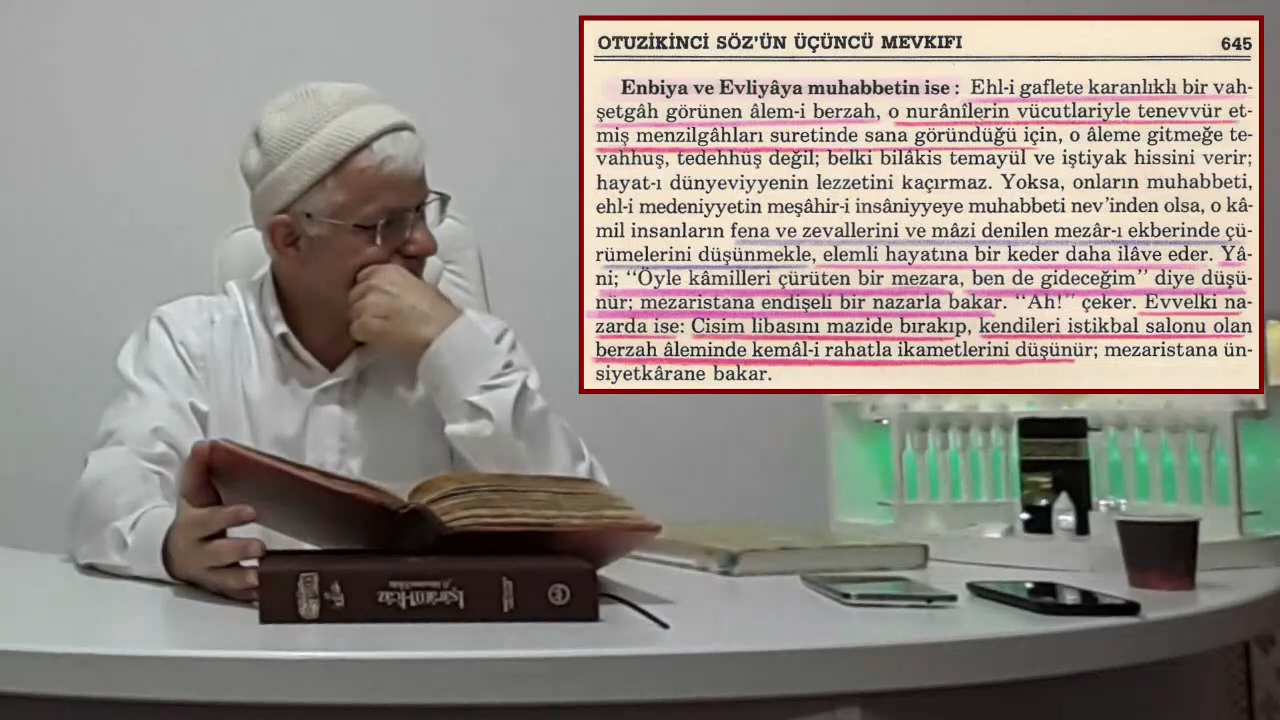 OTUZİKİNCİ SÖZ'ÜN ÜÇÜNCÜ MEVKIFI 645
Enbiya ve Evliyâya muhabbetin ise : Ehl-i gaflete karanlıklı bir vah-
şetgâh görünen âlem-i berzah, o nurânîlerin vücutlariyle tenevvür et-
miş menzilgâhları suretinde sana göründüğü için, o âleme gitmeğe te-
vahhuş, tedehhüş değil; belki bilâkis temayül ve iştiyak hissini verir;
hayat-ı dünyeviyyenin lezzetini kaçırmaz. Yoksa, onların muhabbeti,
ehl-i medeniyyetin meşâhir-i insâniyyeye muhabbeti nev'inden olsa, o kâ-
mil insanların fena ve zevallerini ve mâzi denilen mezâr-ı ekberinde çü-
rümelerini düşünmekle, elemli hayatına bir keder daha ilâve eder. Yâ-
ni; "Öyle kâmilleri çürüten bir mezara, ben de gideceğim" diye düşü-
nür; mezaristana endişeli bir nazarla bakar. "Ah!" çeker. Evvelki na-
zarda ise: Cisim libasını mazide bırakıp, kendileri istikbal salonu olan
berzah âleminde kemâl-i rahatla ikametlerini düşünür; mezaristana ün-
siyetkârane bakar.
İşârâtü'l-İ'câz